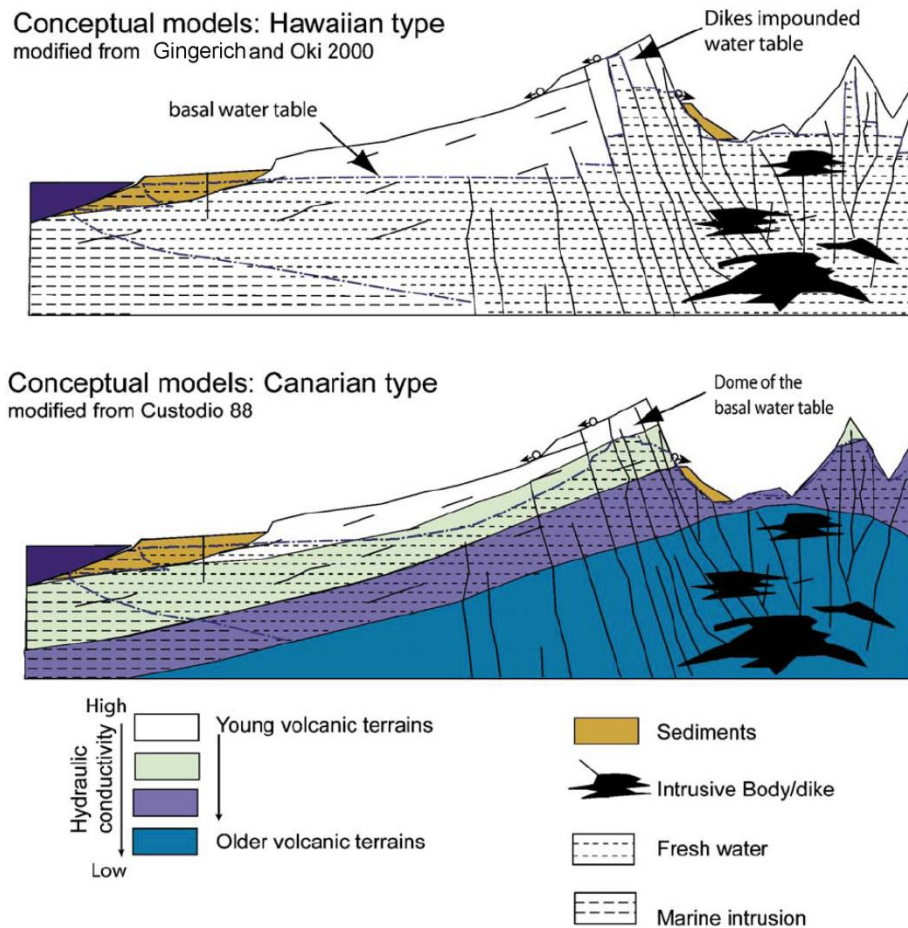 Conceptual models: Hawaiian type
modified from Gingerich and Oki 2000
Dikes impounded
water table
basal water table
Conceptual models: Canarian type
modified from Custodio 88
Dome of the
basal water table
High
Hydraulic
conductivity
Low
Young volcanic terrains
Older volcanic terrains
Sediments
Intrusive Body/dike
Fresh water
Marine intrusion